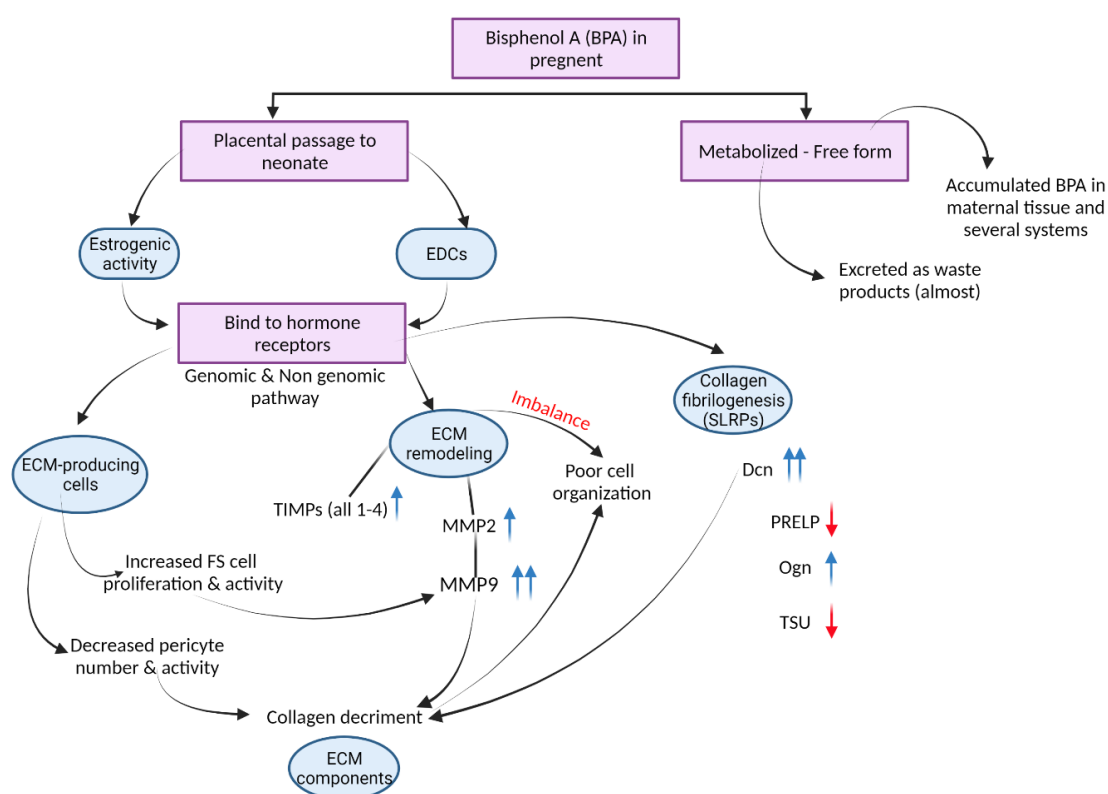 Bisphenol A (BPA) in
pregnent
Placental passage to
neonate
Metabolized - Free form
Accumulated BPA in
maternal tissue and
several systems
Estrogenic
activity
EDCs
Excreted as waste
products (almost)
Bind to hormone
receptors
Genomic & Non genomic
pathway
Collagen
fibrilogenesis
(SLRPs)
Imbalance
ECM
remodeling
ECM-producing
cells
Poor cell
organization
Dcn
TIMPs (all 1-4)
MMP2
PRELP
Increased FS cell
proliferation & activity
MMP9
Ogn
TSU
Decreased pericyte
number & activity
Collagen decriment
ECM
components